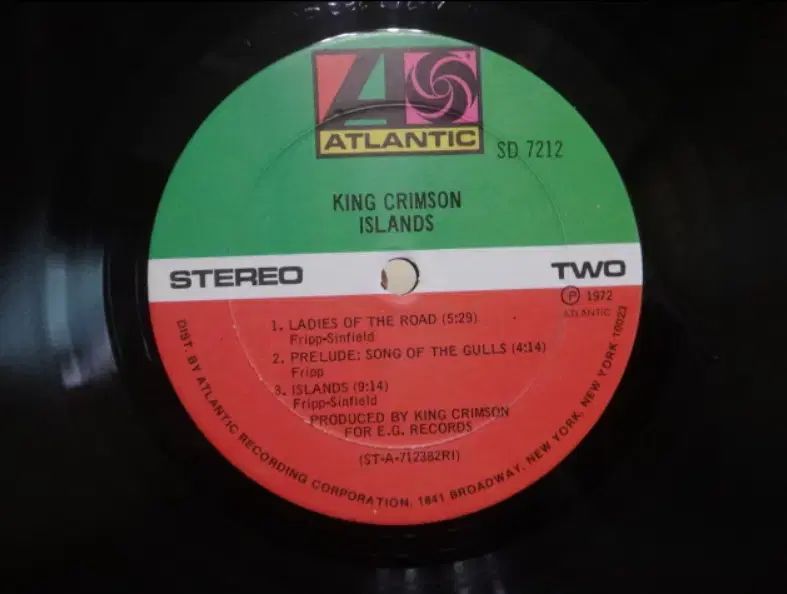 ATLANTIC
SD 7212
KING CRIMSON
ISLANDS
STEREO
TWO
Ⓟ 1972
ATLANTIC
1. LADIES OF THE ROAD (5:29)
Fripp-Sinfield
2. PRELUDE: SONG OF THE GULLS (4:14)
Fripp
3. ISLANDS (9:14)
Fripp-Sinfield
PRODUCED BY KING CRIMSON
FOR E.G. RECORDS
(ST-A-712382RI)
DIST. BY ATLANTIC RECORDING CORPORATION, 1841 BROADWAY, NEW YORK, NEW YORK 10023